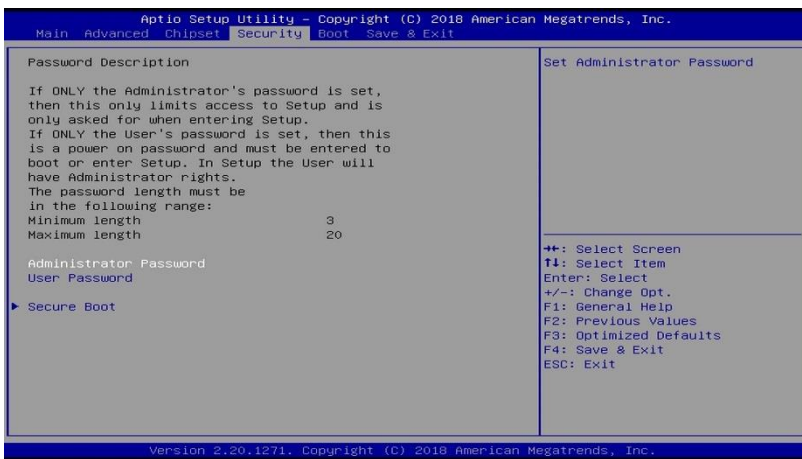 Aptio Setup Utility – Copyright (C) 2018 American Megatrends, Inc.
Main Advanced Chipset Security Boot Save & Exit
Password Description
If ONLY the Administrator's password is set,
then this only limits access to Setup and is
only asked for when entering Setup.
If ONLY the User's password is set, then this
is a power on password and must be entered to
boot or enter Setup. In Setup the User will
have Administrator rights.
The password length must be
in the following range:
Minimum length 3
Maximum length 20
Administrator Password
User Password
► Secure Boot
Set Administrator Password
→←: Select Screen
↑↓: Select Item
Enter: Select
+/-: Change Opt.
F1: General Help
F2: Previous Values
F3: Optimized Defaults
F4: Save & Exit
ESC: Exit
Version 2.20.1271. Copyright (C) 2018 American Megatrends, Inc.